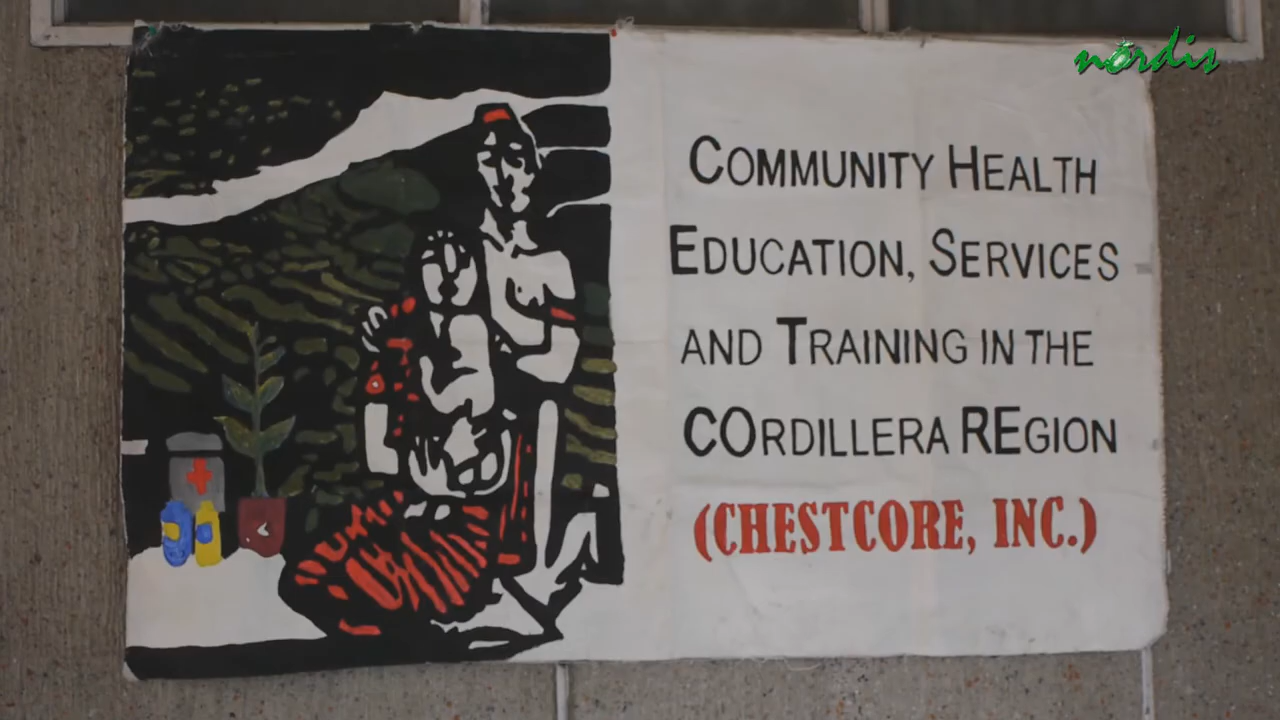 nordis
COMMUNITY HEALTH
EDUCATION, SERVICES
AND TRAINING IN THE
CORDILLERA REGION
(CHESTCORE, INC.)